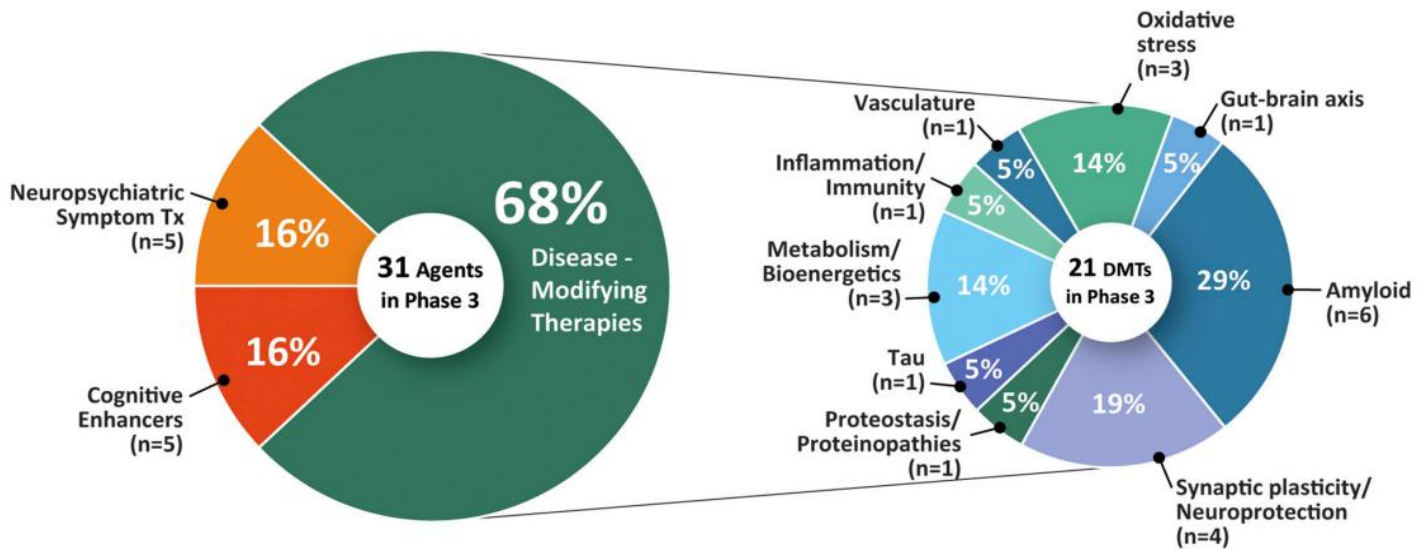 Neuropsychiatric
Symptom Tx
(n=5)
16%
Cognitive
Enhancers
(n=5)
16%
31 Agents
in Phase 3
68%
Disease -
Modifying
Therapies
Oxidative
stress
(n=3)
14%
Gut-brain axis
(n=1)
5%
Amyloid
(n=6)
29%
Synaptic plasticity/
Neuroprotection
(n=4)
19%
Proteostasis/
Proteinopathies
(n=1)
5%
Tau
(n=1)
5%
Metabolism/
Bioenergetics
(n=3)
14%
Inflammation/
Immunity
(n=1)
5%
Vasculature
(n=1)
5%
21 DMTs
in Phase 3